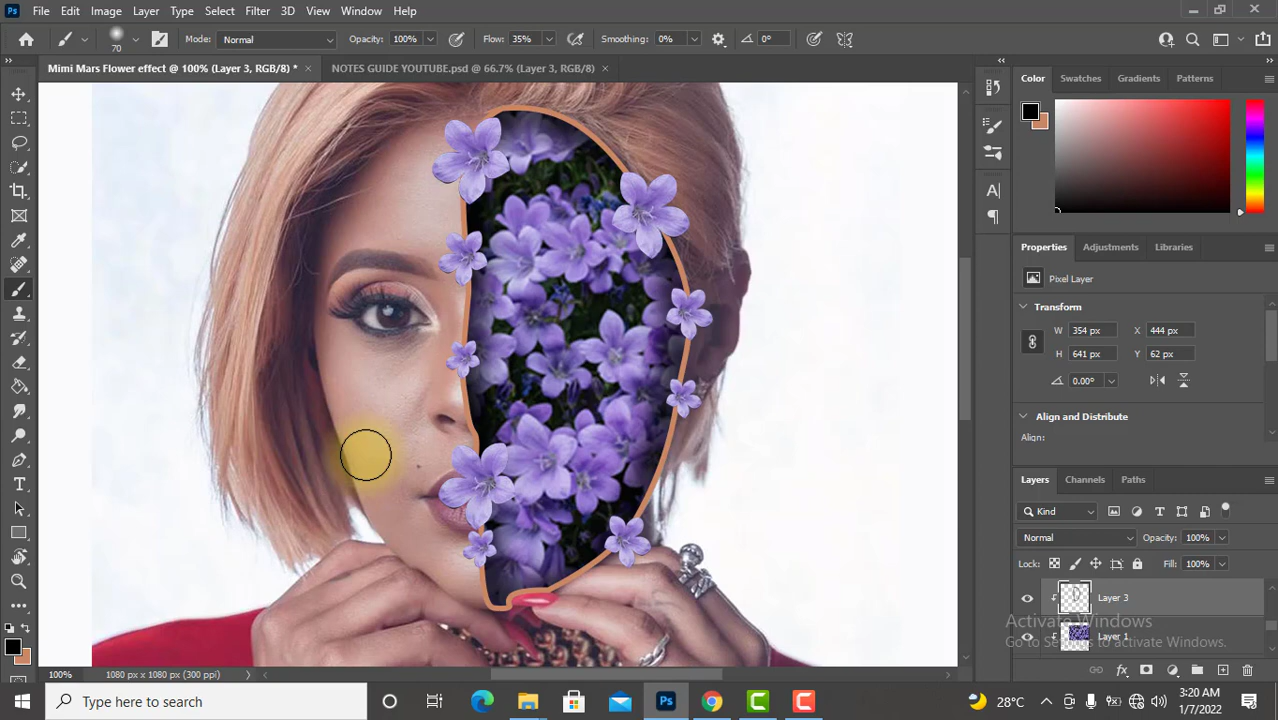 Ps File Edit Image Layer Type Select Filter 3D View Window Help
70 Mode: Normal Opacity: 100% Flow: 35% Smoothing: 0% 0°
Mimi Mars Flower effect @ 100% (Layer 3, RGB/8) * × NOTES GUIDE YOUTUBE.psd @ 66.7% (Layer 3, RGB/8) ×
Color Swatches Gradients Patterns
Properties Adjustments Libraries
Pixel Layer
Transform
W 354 px X 444 px
H 641 px Y 62 px
0.00°
Align and Distribute
Align:
Layers Channels Paths
Kind
Normal Opacity: 100%
Lock: Fill: 100%
Layer 3
Layer 1
Activate Windows
Go to Settings to activate Windows.
100% 1080 px x 1080 px (300 ppi)
Type here to search
Ps
28°C
3:20 AM
1/7/2022